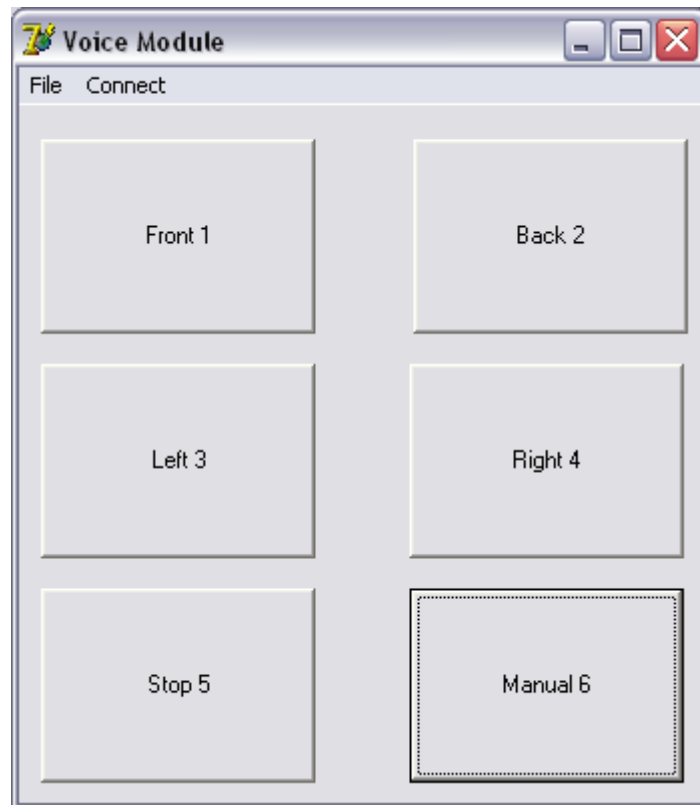 Voice Module
File Connect
Front 1 Back 2
Left 3 Right 4
Stop 5 Manual 6